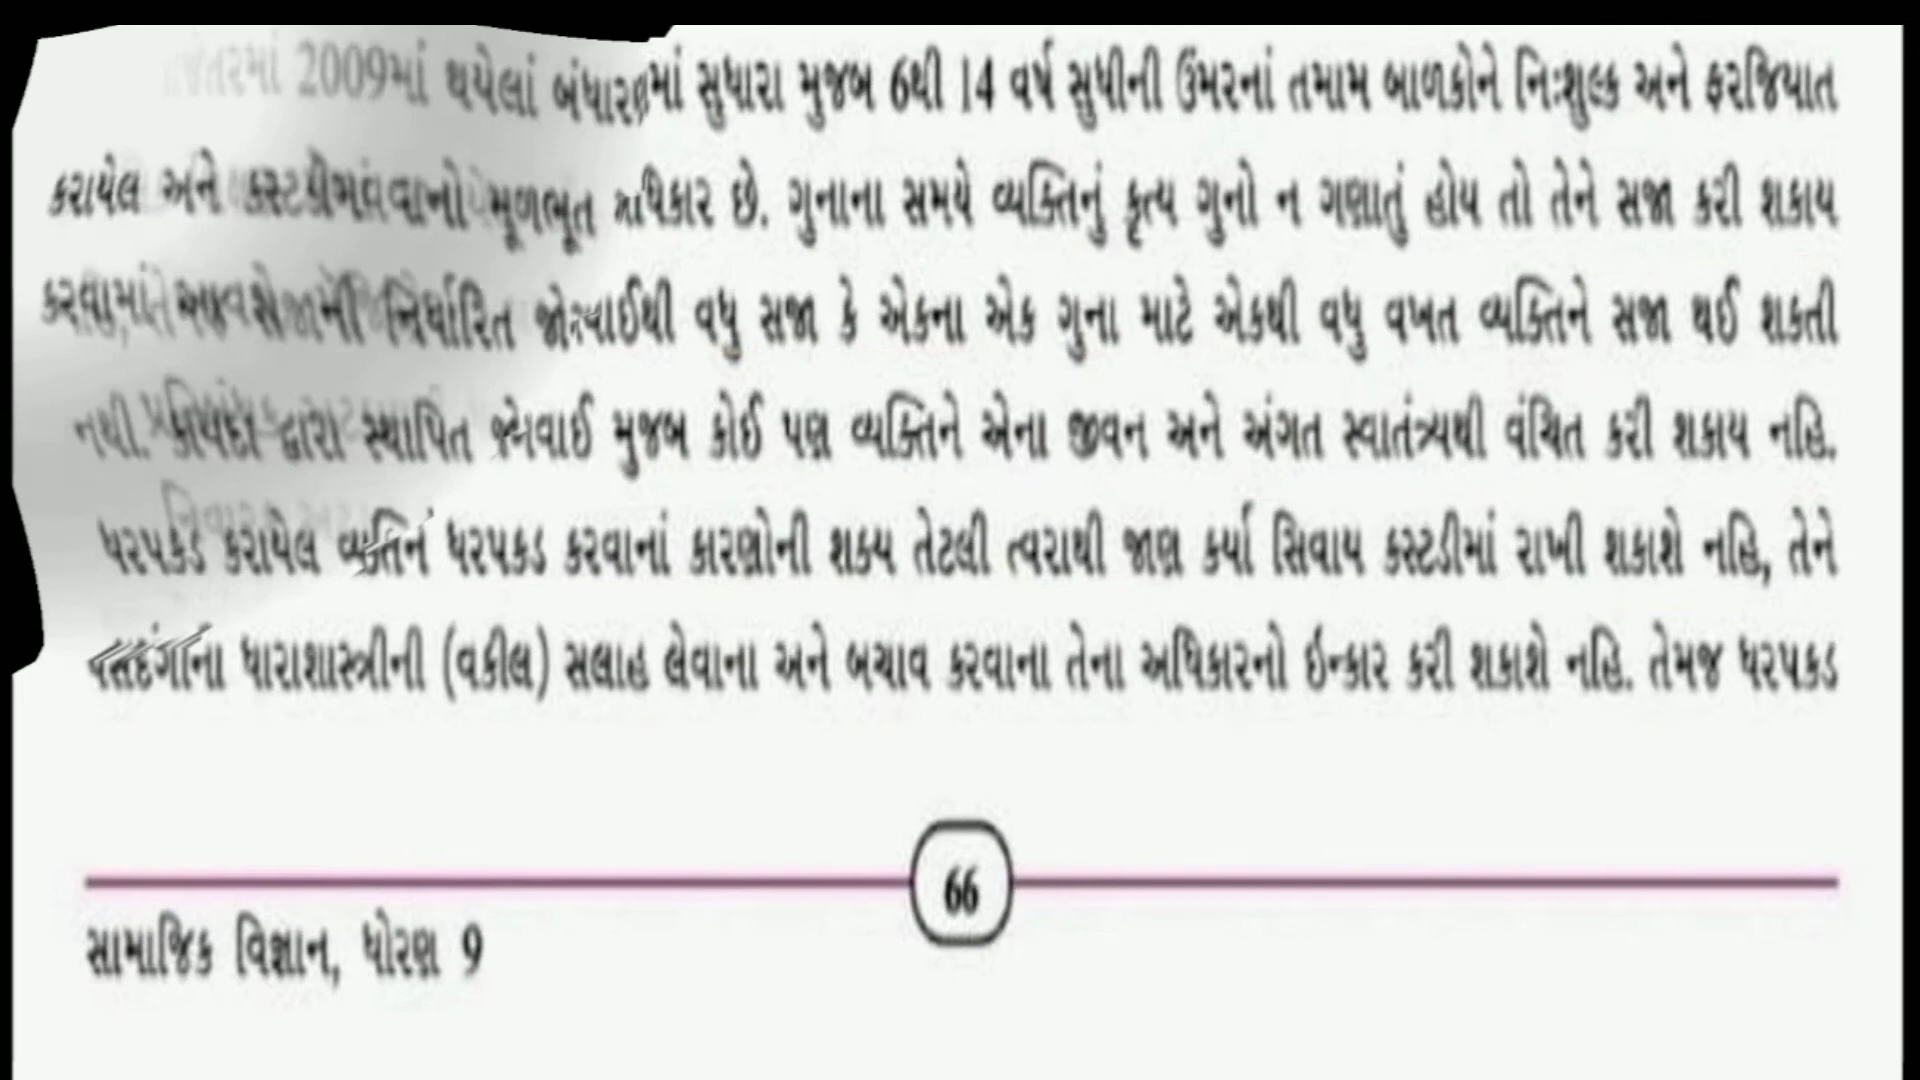 2009માં થયેલાં બંધારણમાં સુધારા મુજબ 6થી 14 વર્ષ સુધીની ઉંમરનાં તમામ બાળકોને નિઃશુલ્ક અને ફરજિયાત
મૂળભૂત અધિકાર છે. ગુનાના સમયે વ્યક્તિનું કૃત્ય ગુનો ન ગણાતું હોય તો તેને સજા કરી શકાય
નિર્ધારિત જોગવાઈથી વધુ સજા કે એકના એક ગુના માટે એકથી વધુ વખત વ્યક્તિને સજા થઈ શકતી
નથી. કાયદા દ્વારા સ્થાપિત જોગવાઈ મુજબ કોઈ પણ વ્યક્તિને એના જીવન અને અંગત સ્વાતંત્ર્યથી વંચિત કરી શકાય નહિ.
ધરપકડ કરાયેલ વ્યક્તિને ધરપકડ કરવાનાં કારણોની શક્ય તેટલી ત્વરાથી જાણ કર્યા સિવાય કસ્ટડીમાં રાખી શકાશે નહિ, તેને
પસંદગીના ધારાશાસ્ત્રીની (વકીલ) સલાહ લેવાના અને બચાવ કરવાના તેના અધિકારનો ઇન્કાર કરી શકાશે નહિ. તેમજ ધરપકડ
66
સામાજિક વિજ્ઞાન, ધોરણ 9